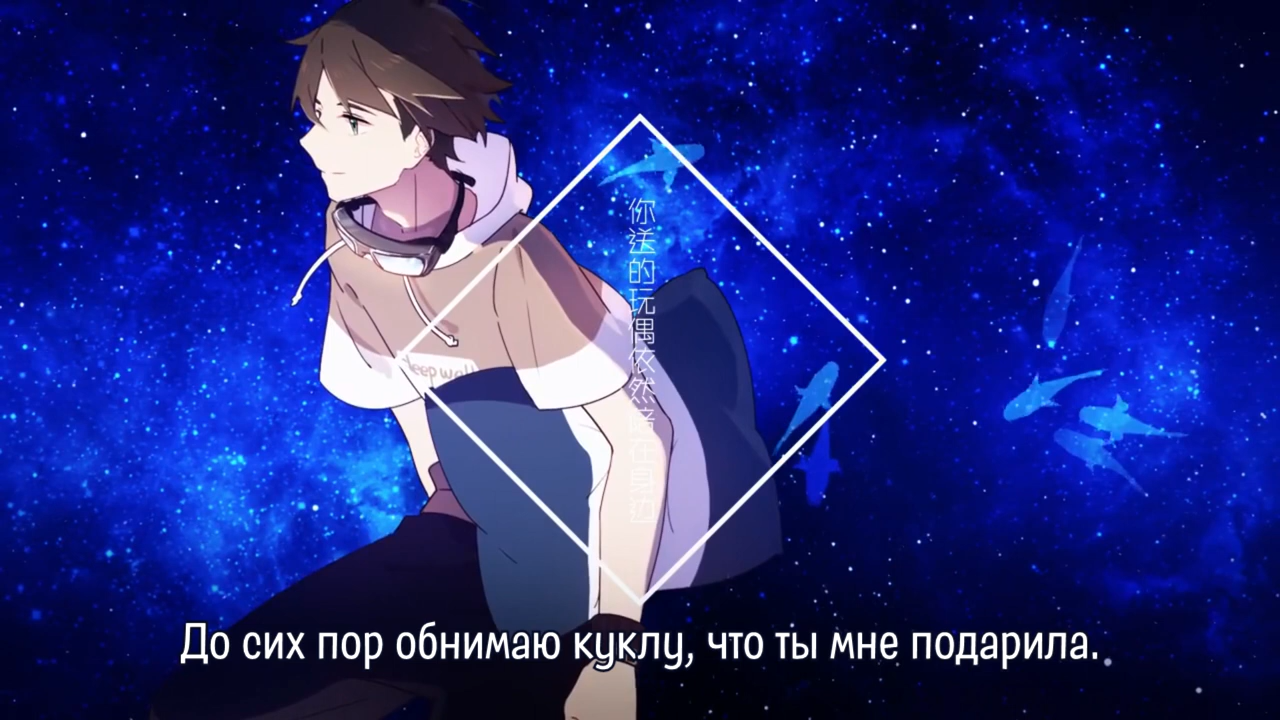 你送的玩偶依然陪在身边
До сих пор обнимаю куклу, что ты мне подарила.